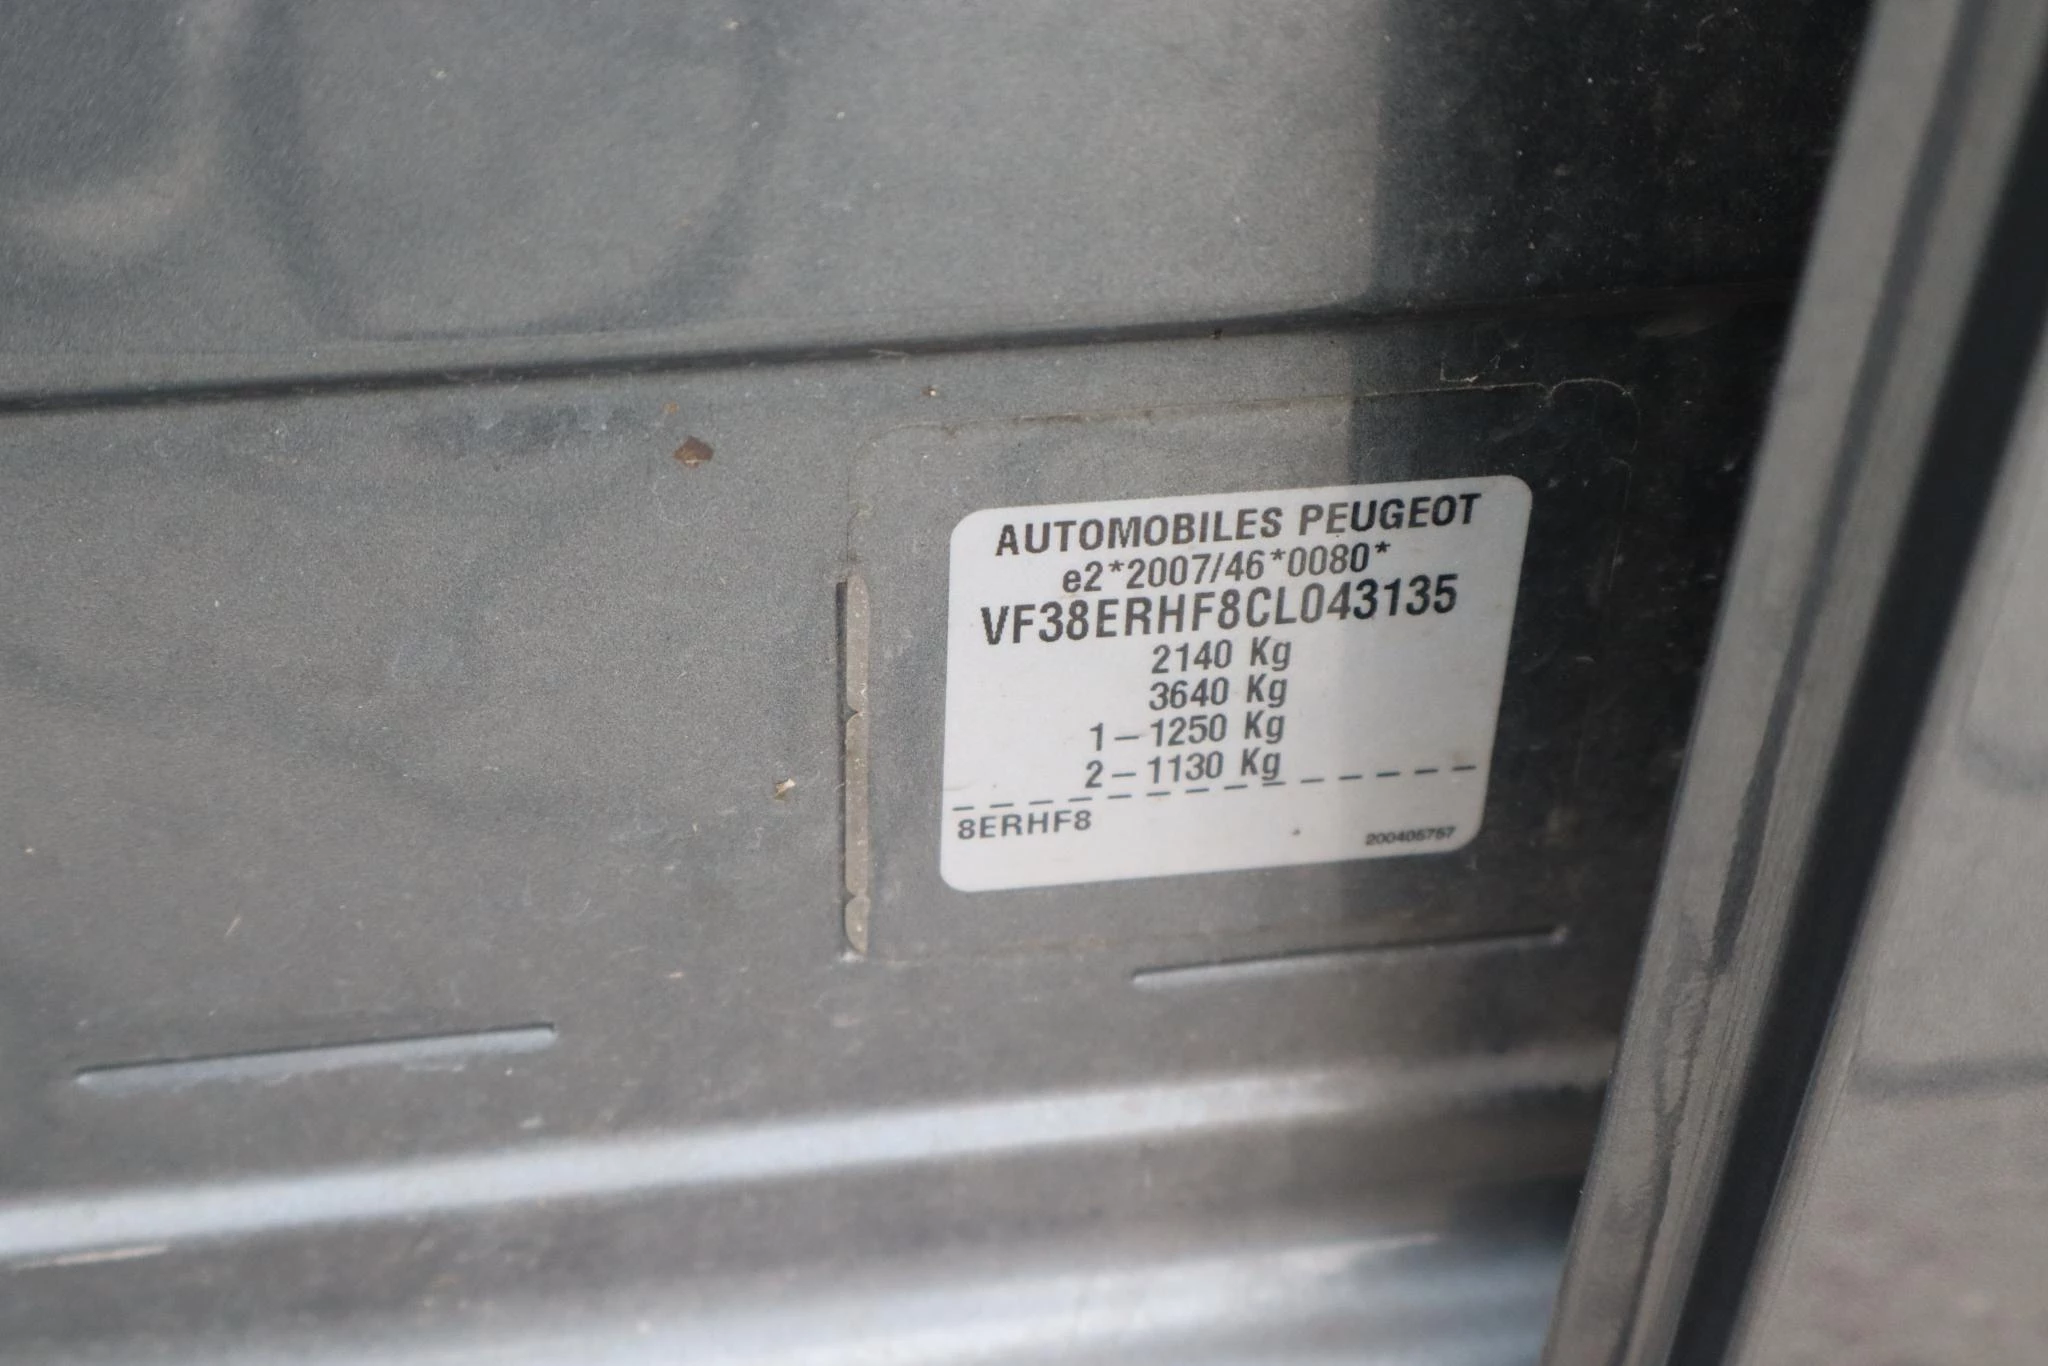 AUTOMOBILES PEUGEOT
e2*2007/46*0080*
VF38ERHF8CL043135
2140 Kg
3640 Kg
1–1250 Kg
2–1130 Kg
8ERHF8
200405757